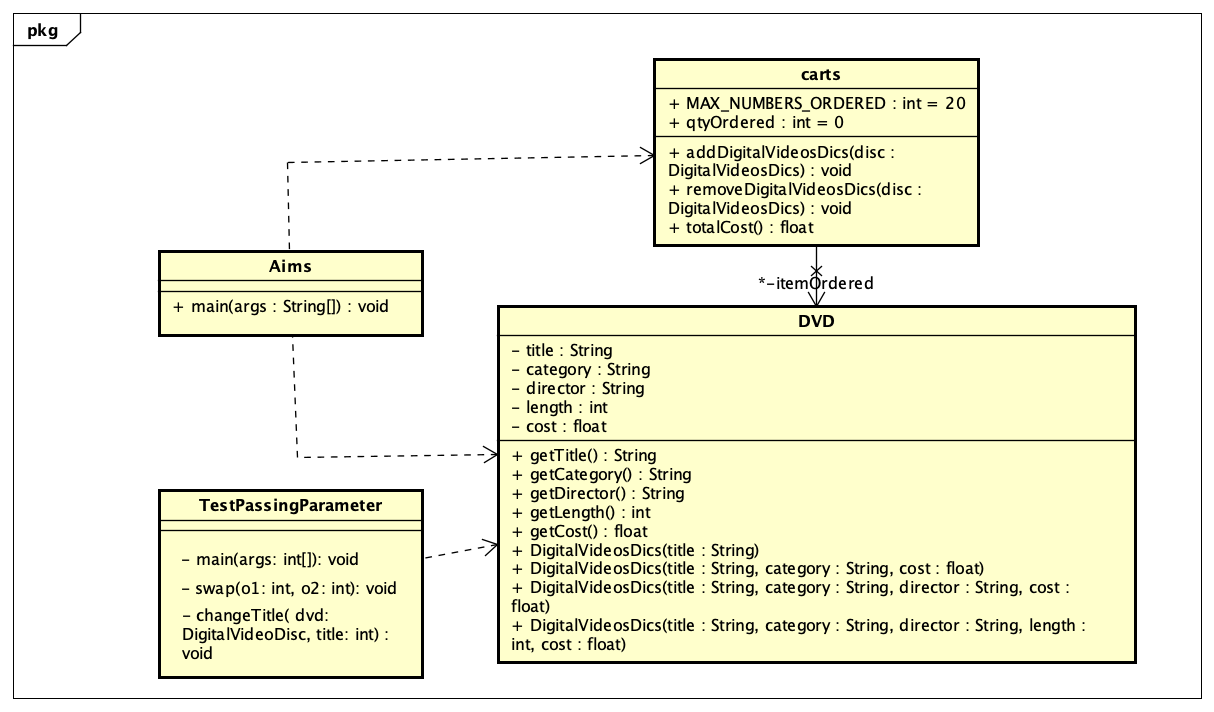 pkg
carts
+ MAX_NUMBERS_ORDERED : int = 20
+ qtyOrdered : int = 0
+ addDigitalVideosDics(disc :
DigitalVideosDics) : void
+ removeDigitalVideosDics(disc :
DigitalVideosDics) : void
+ totalCost() : float
Aims
+ main(args : String[]) : void
*-itemOrdered
DVD
- title : String
- category : String
- director : String
- length : int
- cost : float
+ getTitle() : String
+ getCategory() : String
+ getDirector() : String
+ getLength() : int
+ getCost() : float
+ DigitalVideosDics(title : String)
+ DigitalVideosDics(title : String, category : String, cost : float)
+ DigitalVideosDics(title : String, category : String, director : String, cost :
float)
+ DigitalVideosDics(title : String, category : String, director : String, length :
int, cost : float)
TestPassingParameter
- main(args: int[]): void
- swap(o1: int, o2: int): void
- changeTitle( dvd:
DigitalVideoDisc, title: int) :
void